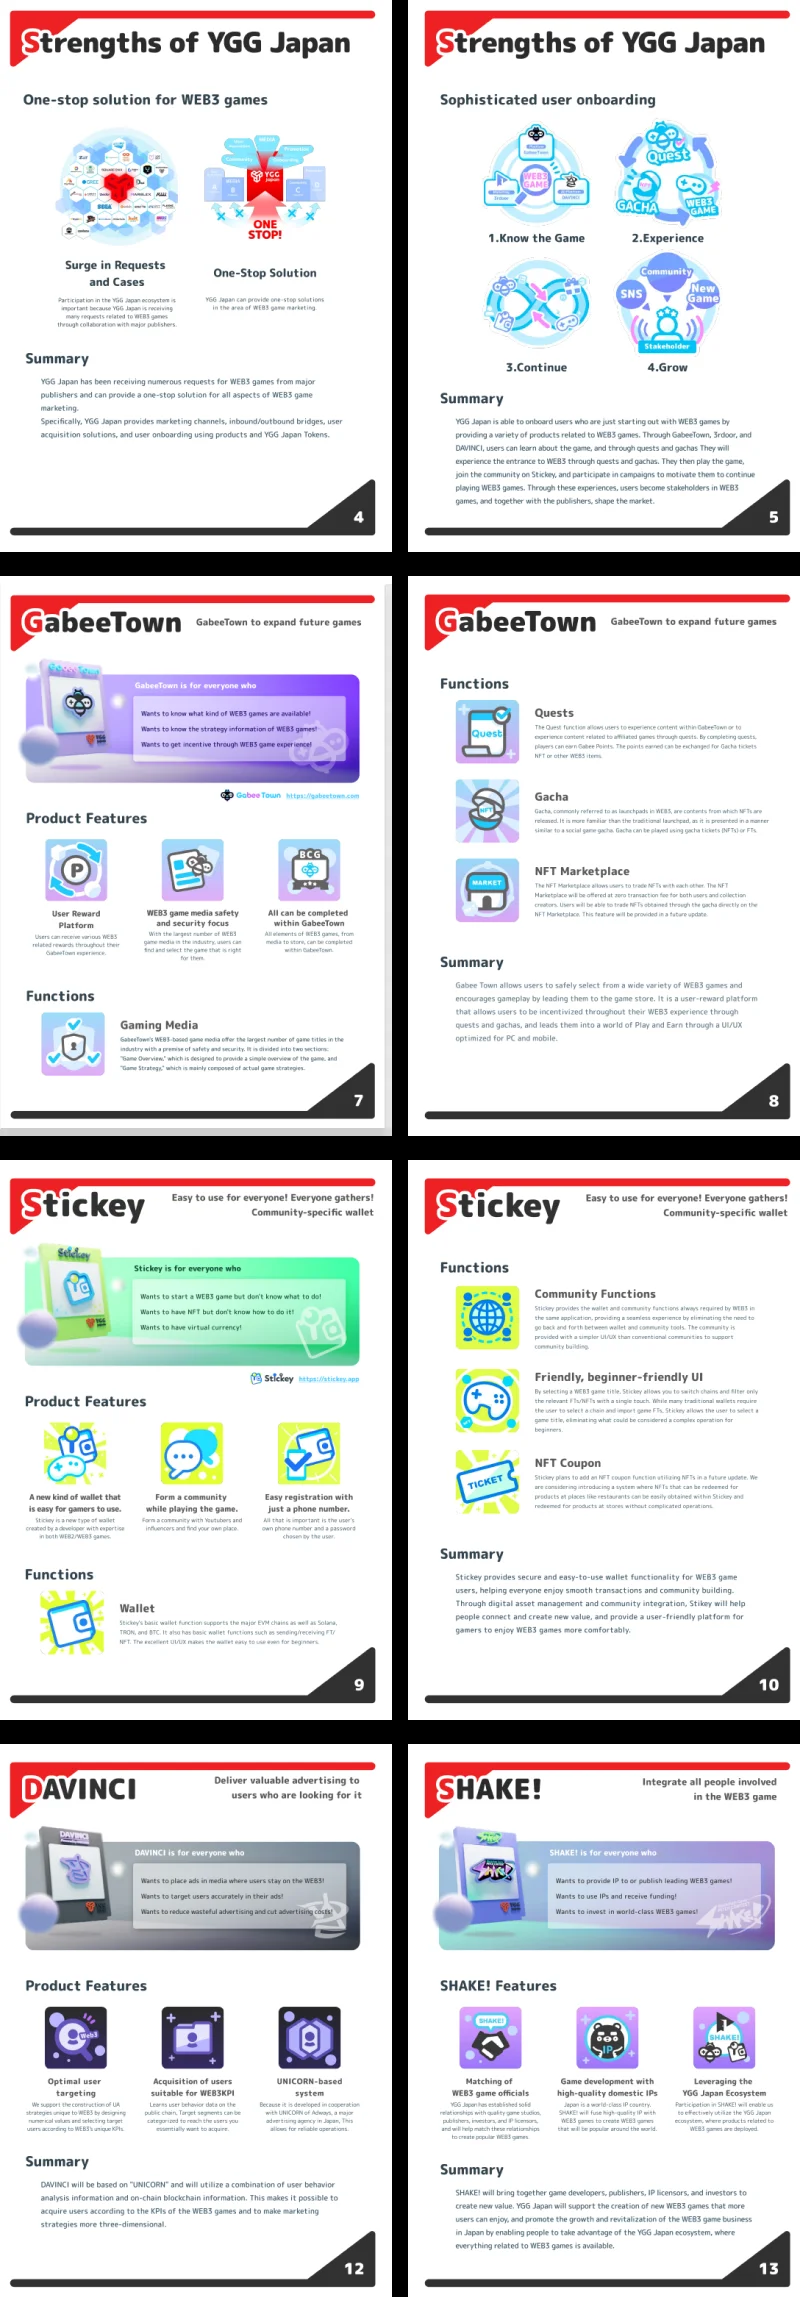 Strengths of YGG Japan
One-stop solution for WEB3 games
YGG Japan
ONE STOP!
Surge in Requests
and Cases
Participation in the YGG Japan ecosystem is
important because YGG Japan is receiving
many requests related to WEB3 games
through collaboration with major publishers.
One-Stop Solution
YGG Japan can provide one-stop solutions
in the area of WEB3 game marketing.
Summary
YGG Japan has been receiving numerous requests for WEB3 games from major
publishers and can provide a one-stop solution for all aspects of WEB3 game
marketing.
Specifically, YGG Japan provides marketing channels, inbound/outbound bridges, user
acquisition solutions, and user onboarding using products and YGG Japan Tokens.
4
Strengths of YGG Japan
Sophisticated user onboarding
WEB3 GAME
Quest
GACHA
WEB3 GAME
1.Know the Game
2.Experience
Community
SNS
New Game
Stakeholder
3.Continue
4.Grow
Summary
YGG Japan is able to onboard users who are just starting out with WEB3 games by
providing a variety of products related to WEB3 games. Through GabeeTown, 3rdoor, and
DAVINCI, users can learn about the game, and through quests and gachas They will
experience the entrance to WEB3 through quests and gachas. They then play the game,
join the community on Stickey, and participate in campaigns to motivate them to continue
playing WEB3 games. Through these experiences, users become stakeholders in WEB3
games, and together with the publishers, shape the market.
5
GabeeTown
GabeeTown to expand future games
GabeeTown is for everyone who
Wants to know what kind of WEB3 games are available!
Wants to know the strategy information of WEB3 games!
Wants to get incentive through WEB3 game experience!
GabeeTown https://gabeetown.com
Product Features
P
BCG
User Reward
Platform
Users can receive various WEB3
related rewards throughout their
GabeeTown experience.
WEB3 game media safety
and security focus
With the largest number of WEB3
game media in the industry, users can
find and select the game that is right
for them.
All can be completed
within GabeeTown
All elements of WEB3 games, from
media to store, can be completed
within GabeeTown.
Functions
Gaming Media
GabeeTown's WEB3-based game media offer the largest number of game titles in the
industry with a premise of safety and security. It is divided into two sections:
"Game Overview," which is designed to provide a simple overview of the game, and
"Game Strategy," which is mainly composed of actual game strategies.
7
GabeeTown
GabeeTown to expand future games
Functions
Quest
Quests
The Quest function allows users to experience content within GabeeTown or to
experience content related to affiliated games through quests. By completing quests,
players can earn Gabee Points. The points earned can be exchanged for Gacha tickets
NFT or other WEB3 items.
NFT
Gacha
Gacha, commonly referred to as launchpads in WEB3, are contents from which NFTs are
released. It is more familiar than the traditional launchpad, as it is presented in a manner
similar to a social game gacha. Gacha can be played using gacha tickets (NFTs) or FTs.
MARKET
NFT Marketplace
The NFT Marketplace allows users to trade NFTs with each other. The NFT
Marketplace will be offered at zero transaction fee for both users and collection
creators. Users will be able to trade NFTs obtained through the gacha directly on the
NFT Marketplace. This feature will be provided in a future update.
Summary
Gabee Town allows users to safely select from a wide variety of WEB3 games and
encourages gameplay by leading them to the game store. It is a user-reward platform
that allows users to be incentivized throughout their WEB3 experience through
quests and gachas, and leads them into a world of Play and Earn through a UI/UX
optimized for PC and mobile.
8
Stickey
Easy to use for everyone! Everyone gathers!
Community-specific wallet
Stickey
Stickey is for everyone who
Wants to start a WEB3 game but don't know what to do!
Wants to have NFT but don't know how to do it!
Wants to have virtual currency!
Stickey https://stickey.app
Product Features
A new kind of wallet that
is easy for gamers to use.
Stickey is a new type of wallet
created by a developer with expertise
in both WEB2/WEB3 games.
Form a community
while playing the game.
Form a community with Youtubers and
influencers and find your own place.
Easy registration with
just a phone number.
All that is important is the user's
own phone number and a password
chosen by the user.
Functions
Wallet
Stickey's basic wallet function supports the major EVM chains as well as Solana,
TRON, and BTC. It also has basic wallet functions such as sending/receiving FT/
NFT. The excellent UI/UX makes the wallet easy to use even for beginners.
9
Stickey
Easy to use for everyone! Everyone gathers!
Community-specific wallet
Functions
Community Functions
Stickey provides the wallet and community functions always required by WEB3 in
the same application, providing a seamless experience by eliminating the need to
go back and forth between wallet and community tools. The community is
provided with a simpler UI/UX than conventional communities to support
community building.
Friendly, beginner-friendly UI
By selecting a WEB3 game title, Stickey allows you to switch chains and filter only
the relevant FTs/NFTs with a single touch. While many traditional wallets require
the user to select a chain and import game FTs, Stickey allows the user to select a
game title, eliminating what could be considered a complex operation for
beginners.
TICKET
NFT Coupon
Stickey plans to add an NFT coupon function utilizing NFTs in a future update. We
are considering introducing a system where NFTs that can be redeemed for
products at places like restaurants can be easily obtained within Stickey and
redeemed for products at stores without complicated operations.
Summary
Stickey provides secure and easy-to-use wallet functionality for WEB3 game
users, helping everyone enjoy smooth transactions and community building.
Through digital asset management and community integration, Stikey will help
people connect and create new value, and provide a user-friendly platform for
gamers to enjoy WEB3 games more comfortably.
10
DAVINCI
Deliver valuable advertising to
users who are looking for it
DAVINCI
DAVINCI is for everyone who
Wants to place ads in media where users stay on the WEB3!
Wants to target users accurately in their ads!
Wants to reduce wasteful advertising and cut advertising costs!
Product Features
Web3
Optimal user
targeting
We support the construction of UA
strategies unique to WEB3 by designing
numerical values and selecting target
users according to WEB3's unique KPIs.
Acquisition of users
suitable for WEB3KPI
Learns user behavior data on the
public chain. Target segments can be
categorized to reach the users you
essentially want to acquire.
UNICORN-based
system
Because it is developed in cooperation
with UNICORN of Adways, a major
advertising agency in Japan, This
allows for reliable operations.
Summary
DAVINCI will be based on "UNICORN" and will utilize a combination of user behavior
analysis information and on-chain blockchain information. This makes it possible to
acquire users according to the KPIs of the WEB3 games and to make marketing
strategies more three-dimensional.
12
SHAKE!
Integrate all people involved
in the WEB3 game
SHAKE! is for everyone who
Wants to provide IP to or publish leading WEB3 games!
Wants to use IPs and receive funding!
Wants to invest in world-class WEB3 games!
SHAKE! Features
SHAKE!
IP
SHAKE!
Matching of
WEB3 game officials
YGG Japan has established solid
relationships with quality game studios,
publishers, investors, and IP licensors,
and will help match these relationships
to create popular WEB3 games.
Game development with
high-quality domestic IPs
Japan is a world-class IP country.
SHAKE! will fuse high-quality IP with
WEB3 games to create WEB3 games
that will be popular around the world.
Leveraging the
YGG Japan Ecosystem
Participation in SHAKE! will enable us
to effectively utilize the YGG Japan
ecosystem, where products related to
WEB3 games are deployed.
Summary
SHAKE! will bring together game developers, publishers, IP licensors, and investors to
create new value. YGG Japan will support the creation of new WEB3 games that more
users can enjoy, and promote the growth and revitalization of the WEB3 game business
in Japan by enabling people to take advantage of the YGG Japan ecosystem, where
everything related to WEB3 games is available.
13